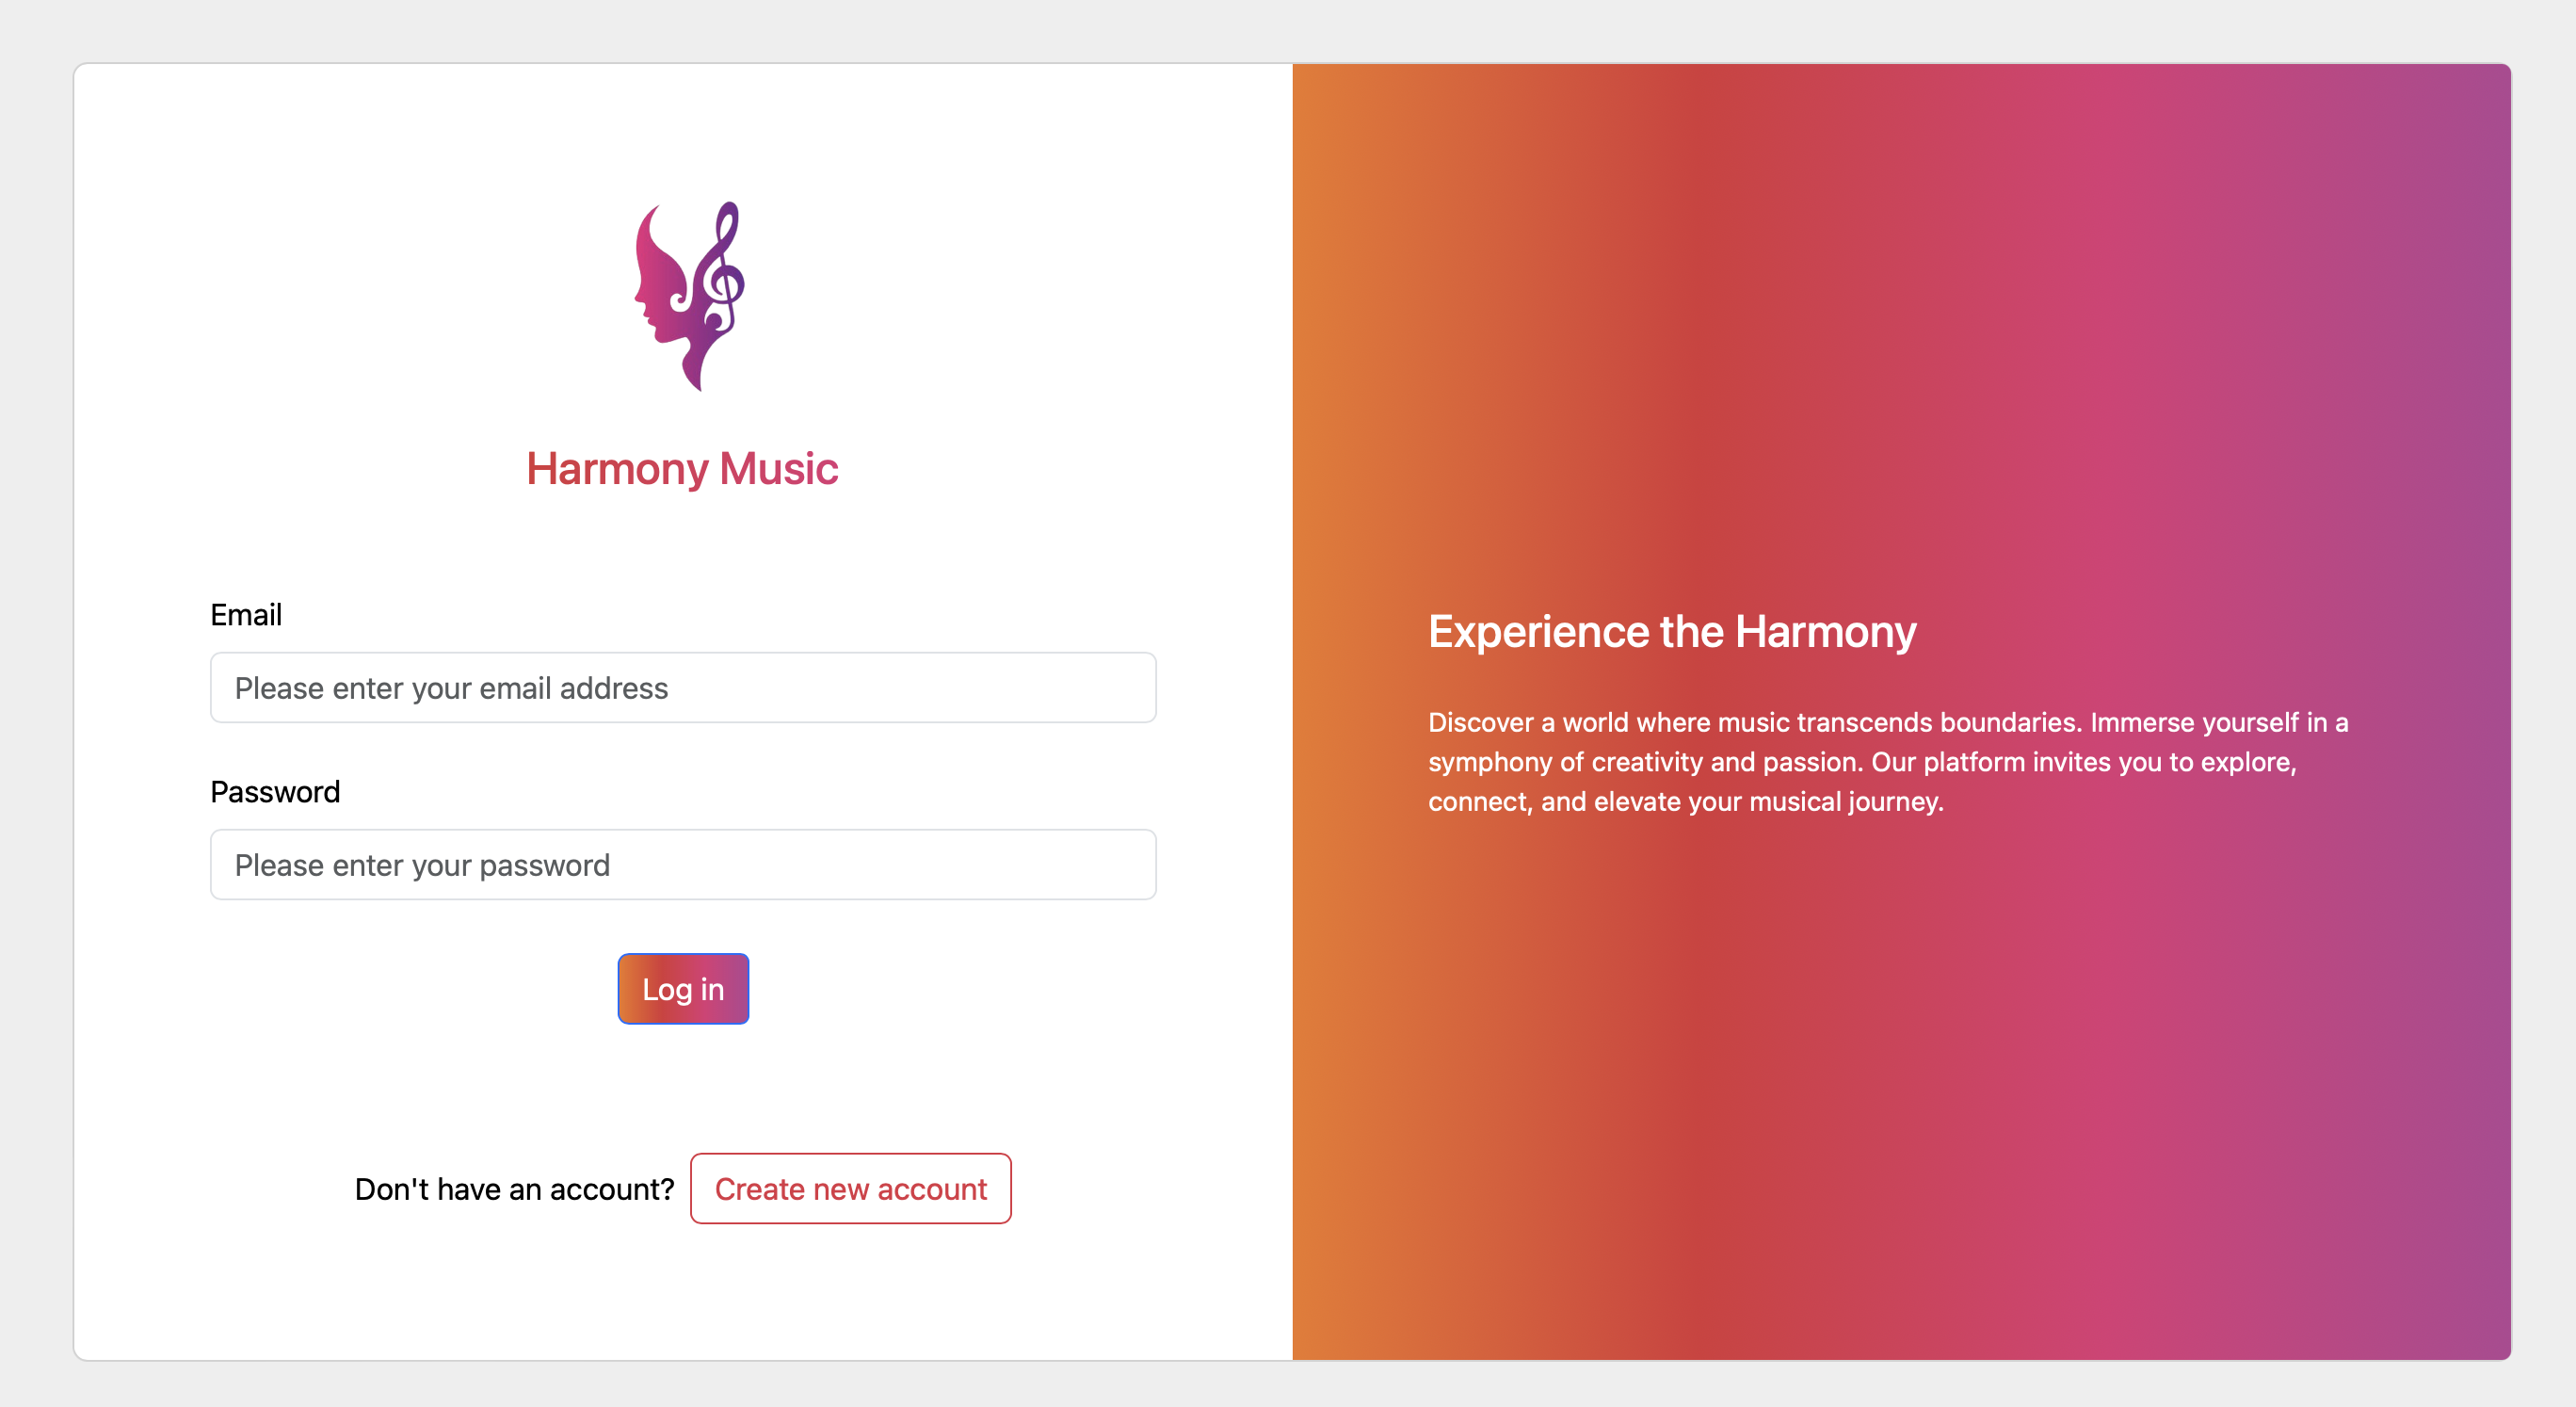 Harmony Music
Email
Please enter your email address
Password
Please enter your password
Log in
Don't have an account? Create new account
Experience the Harmony
Discover a world where music transcends boundaries. Immerse yourself in a
symphony of creativity and passion. Our platform invites you to explore,
connect, and elevate your musical journey.